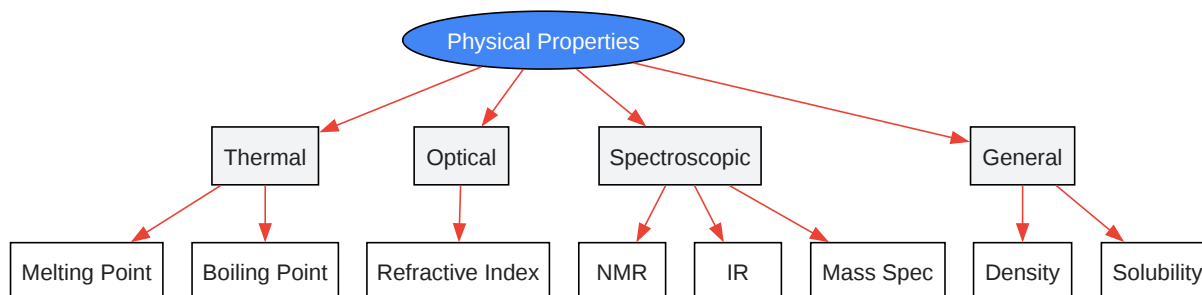 Physical Properties
Thermal
Optical
Spectroscopic
General
Melting Point
Boiling Point
Refractive Index
NMR
IR
Mass Spec
Density
Solubility